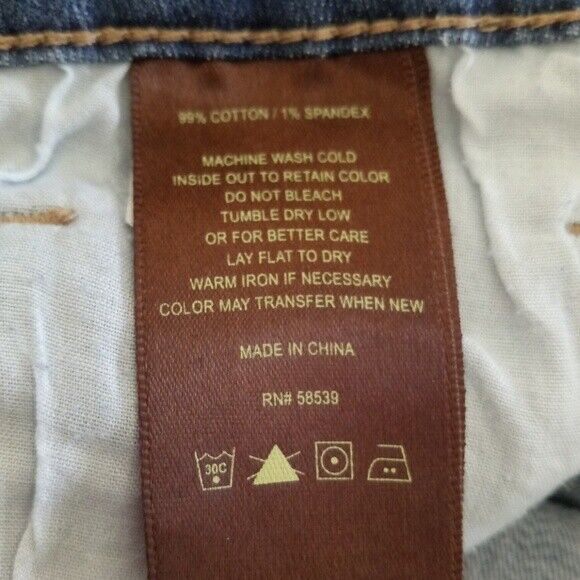 99% COTTON / 1% SPANDEX
MACHINE WASH COLD
INSIDE OUT TO RETAIN COLOR
DO NOT BLEACH
TUMBLE DRY LOW
OR FOR BETTER CARE
LAY FLAT TO DRY
WARM IRON IF NECESSARY
COLOR MAY TRANSFER WHEN NEW
MADE IN CHINA
RN# 58539
30C